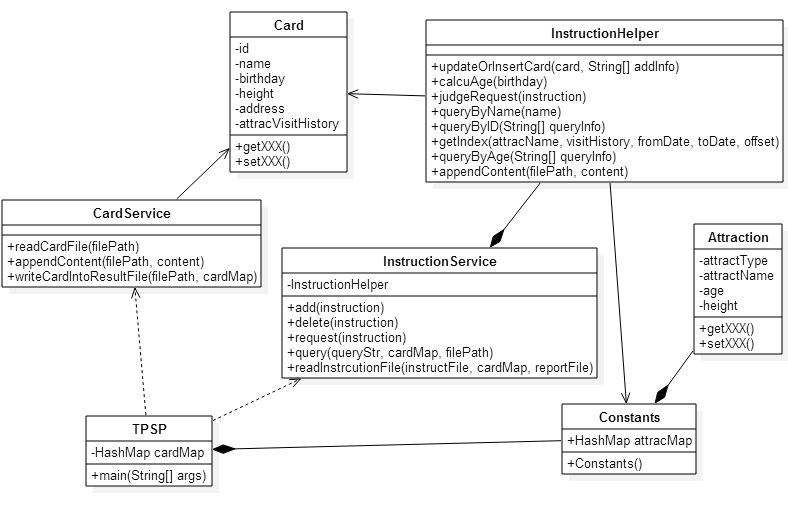 Card
-id
-name
-birthday
-height
-address
-attracVisitHistory
+getXXX()
+setXXX()
InstructionHelper
+updateOrInsertCard(card, String[] addInfo)
+calcuAge(birthday)
+judgeRequest(instruction)
+queryByName(name)
+queryByID(String[] queryInfo)
+getIndex(attracName, visitHistory, fromDate, toDate, offset)
+queryByAge(String[] queryInfo)
+appendContent(filePath, content)
CardService
+readCardFile(filePath)
+appendContent(filePath, content)
+writeCardIntoResultFile(filePath, cardMap)
InstructionService
-InstructionHelper
+add(instruction)
+delete(instruction)
+request(instruction)
+query(queryStr, cardMap, filePath)
+readInstrcutionFile(instructFile, cardMap, reportFile)
Attraction
-attractType
-attractName
-age
-height
+getXXX()
+setXXX()
TPSP
-HashMap cardMap
+main(String[] args)
Constants
+HashMap attracMap
+Constants()